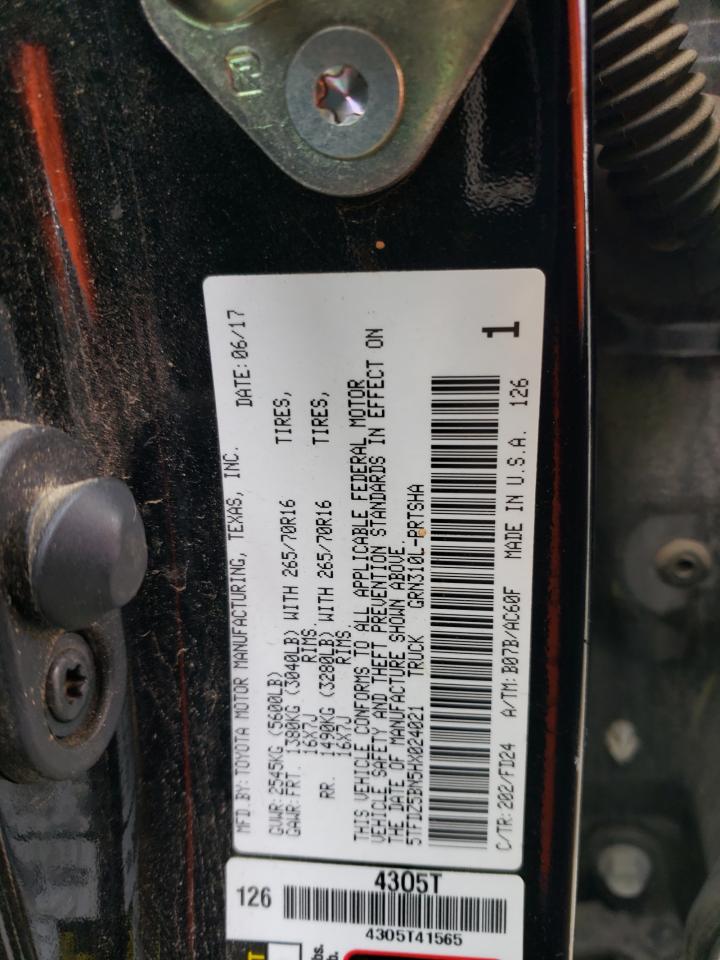 MFD.BY:TOYOTA MOTOR MANUFACTURING, TEXAS, INC. DATE:06/17
GVWR:2545KG (5600LB)
GAWR:FRT. 1380KG (3040LB) WITH 265/70R16 TIRES,
16X7J RIMS.
RR. 1490KG (3280LB) WITH 265/70R16 TIRES,
16X7J RIMS.
THIS VEHICLE CONFORMS TO ALL APPLICABLE FEDERAL MOTOR
VEHICLE SAFETY AND THEFT PREVENTION STANDARDS IN EFFECT ON
THE DATE OF MANUFACTURE SHOWN ABOVE.
5TFDZ5BN5HX024021 TRUCK GRN310L-PRTSHA
1
C/TR:202/FD24 A/TM:B07B/AC60F MADE IN U.S.A. 126
4305T
126
4305T41565